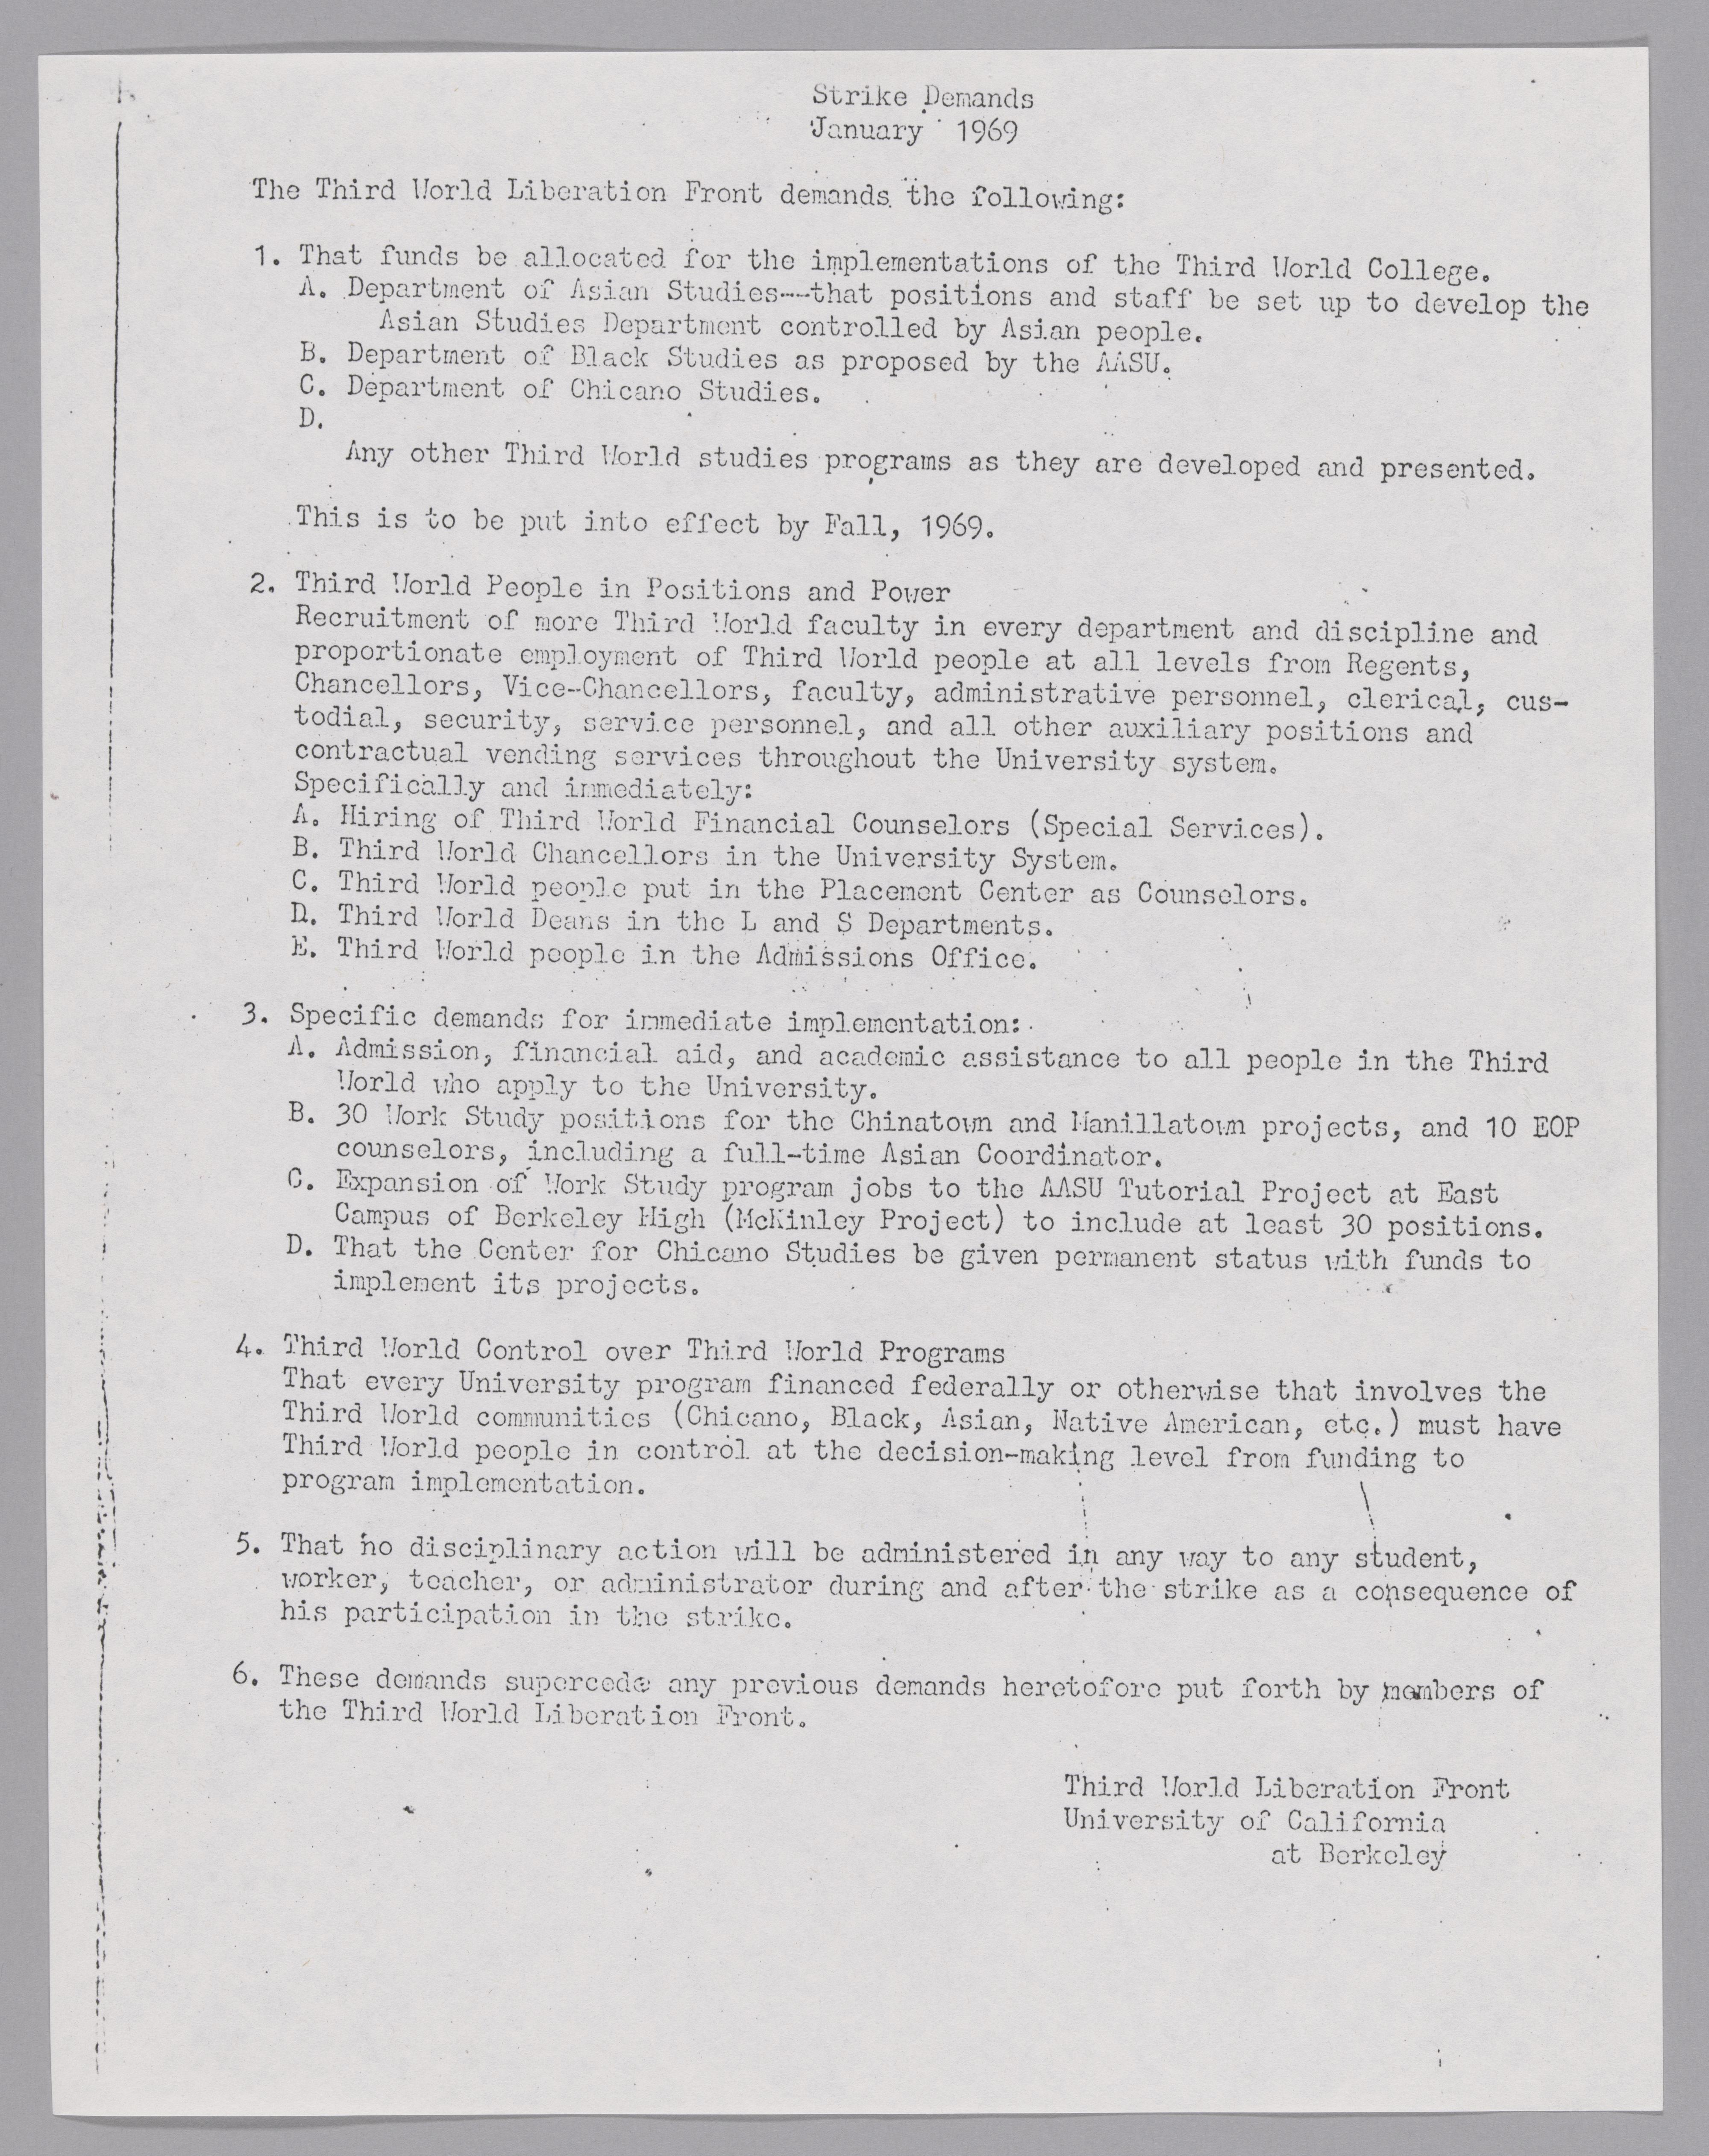 Strike Demands
January 1969
The Third World Liberation Front demands the following:
1. That funds be allocated for the implementations of the Third World College.
A. Department of Asian Studies---that positions and staff be set up to develop the
Asian Studies Department controlled by Asian people.
B. Department of Black Studies as proposed by the AASU.
C. Department of Chicano Studies.
D.
Any other Third World studies programs as they are developed and presented.
This is to be put into effect by Fall, 1969.
2. Third World People in Positions and Power
Recruitment of more Third World faculty in every department and discipline and
proportionate employment of Third World people at all levels from Regents,
Chancellors, Vice-Chancellors, faculty, administrative personnel, clerical, cus-
todial, security, service personnel, and all other auxiliary positions and
contractual vending services throughout the University system.
Specifically and immediately:
A. Hiring of Third World Financial Counselors (Special Services).
B. Third World Chancellors in the University System.
C. Third World people put in the Placement Center as Counselors.
D. Third World Deans in the L and S Departments.
E. Third World people in the Admissions Office.
3. Specific demands for immediate implementation:
A. Admission, financial aid, and academic assistance to all people in the Third
World who apply to the University.
B. 30 Work Study positions for the Chinatown and Manillatown projects, and 10 EOP
counselors, including a full-time Asian Coordinator.
C. Expansion of Work Study program jobs to the AASU Tutorial Project at East
Campus of Berkeley High (McKinley Project) to include at least 30 positions.
D. That the Center for Chicano Studies be given permanent status with funds to
implement its projects.
4. Third World Control over Third World Programs
That every University program financed federally or otherwise that involves the
Third World communities (Chicano, Black, Asian, Native American, etc.) must have
Third World people in control at the decision-making level from funding to
program implementation.
5. That no disciplinary action will be administered in any way to any student,
worker, teacher, or administrator during and after the strike as a consequence of
his participation in the strike.
6. These demands supercede any previous demands heretofore put forth by members of
the Third World Liberation Front.
Third World Liberation Front
University of California
at Berkeley